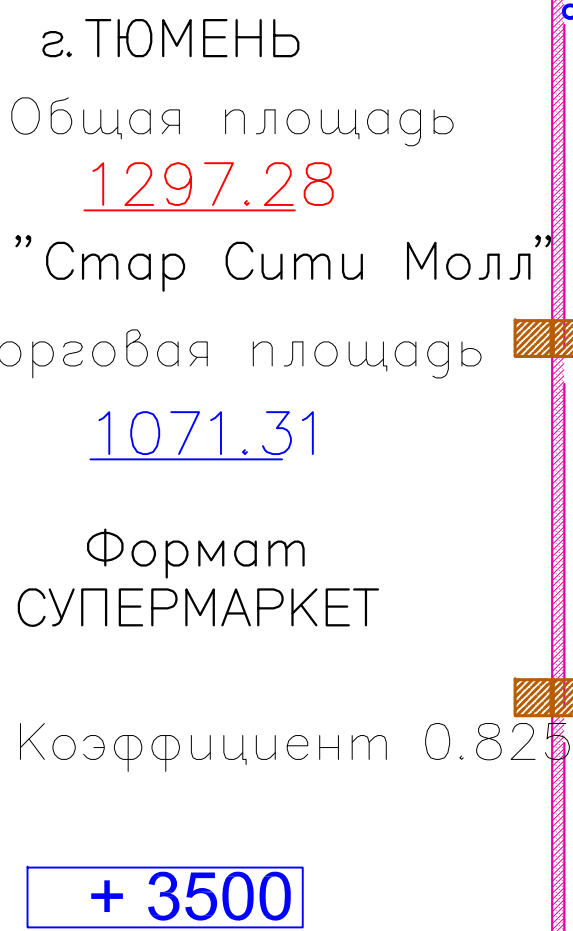 г. ТЮМЕНЬ
Общая площадь
1297.28
"Стар Сити Молл"
орговая площадь
1071.31
Формат
СУПЕРМАРКЕТ
Коэффициент 0.825
+ 3500